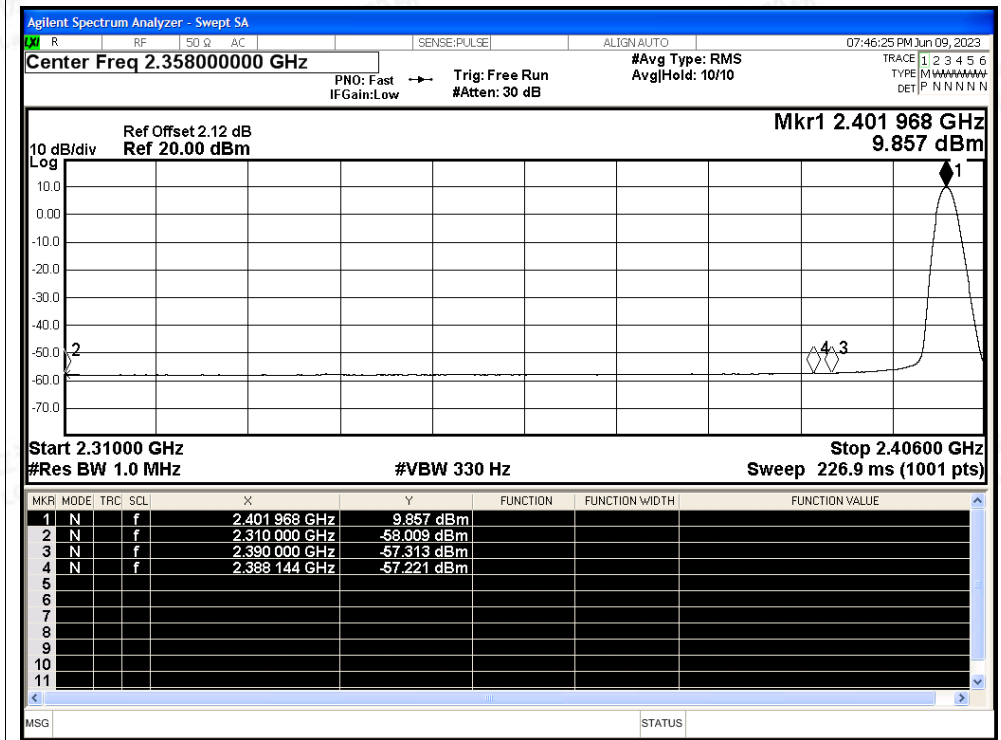 Agilent Spectrum Analyzer - Swept SA
LXI R RF 50 Ω AC SENSE:PULSE ALIGN AUTO 07:46:25 PM Jun 09, 2023
Center Freq 2.358000000 GHz
PNO: Fast
IFGain:Low
Trig: Free Run
#Atten: 30 dB
#Avg Type: RMS
Avg|Hold: 10/10
TRACE 1 2 3 4 5 6
TYPE M WWWWW
DET P N N N N N
Mkr1 2.401 968 GHz
9.857 dBm
Ref Offset 2.12 dB
10 dB/div Ref 20.00 dBm
Log
1
10.0
0.00
-10.0
-20.0
-30.0
-40.0
-50.0 2 4 3
-60.0
-70.0
Start 2.31000 GHz Stop 2.40600 GHz
#Res BW 1.0 MHz #VBW 330 Hz Sweep 226.9 ms (1001 pts)
MKR MODE TRC SCL X Y FUNCTION FUNCTION WIDTH FUNCTION VALUE
1 N f 2.401 968 GHz 9.857 dBm
2 N f 2.310 000 GHz -58.009 dBm
3 N f 2.390 000 GHz -57.313 dBm
4 N f 2.388 144 GHz -57.221 dBm
5
6
7
8
9
10
11
MSG STATUS